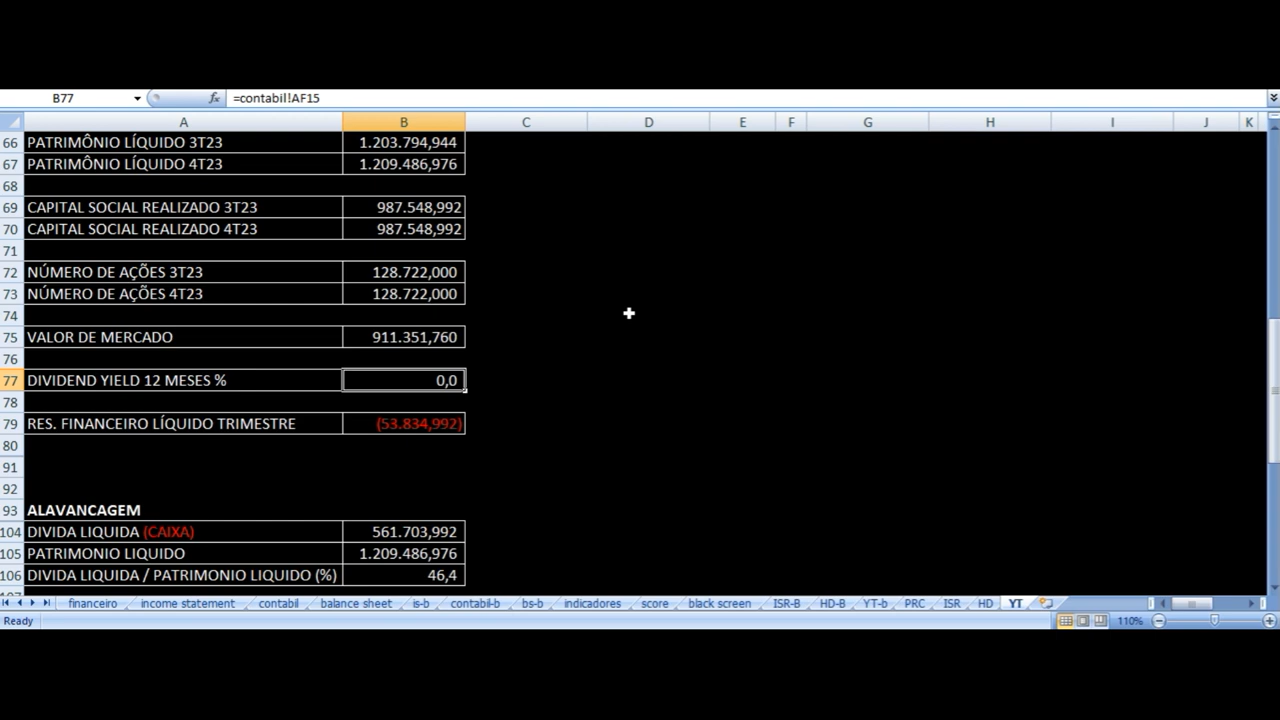 B77 fx =contabil!AF15
A B C D E F G H I J K
66 PATRIMÔNIO LÍQUIDO 3T23 1.203.794,944
67 PATRIMÔNIO LÍQUIDO 4T23 1.209.486,976
68
69 CAPITAL SOCIAL REALIZADO 3T23 987.548,992
70 CAPITAL SOCIAL REALIZADO 4T23 987.548,992
71
72 NÚMERO DE AÇÕES 3T23 128.722,000
73 NÚMERO DE AÇÕES 4T23 128.722,000
74
75 VALOR DE MERCADO 911.351,760
76
77 DIVIDEND YIELD 12 MESES % 0,0
78
79 RES. FINANCEIRO LÍQUIDO TRIMESTRE (53.834,992)
80
91
92
93 ALAVANCAGEM
104 DIVIDA LIQUIDA (CAIXA) 561.703,992
105 PATRIMONIO LIQUIDO 1.209.486,976
106 DIVIDA LIQUIDA / PATRIMONIO LIQUIDO (%) 46,4
financeiro income statement contabil balance sheet is-b contabil-b bs-b indicadores score black screen ISR-B HD-B YT-b PRC ISR HD YT
Ready 110%